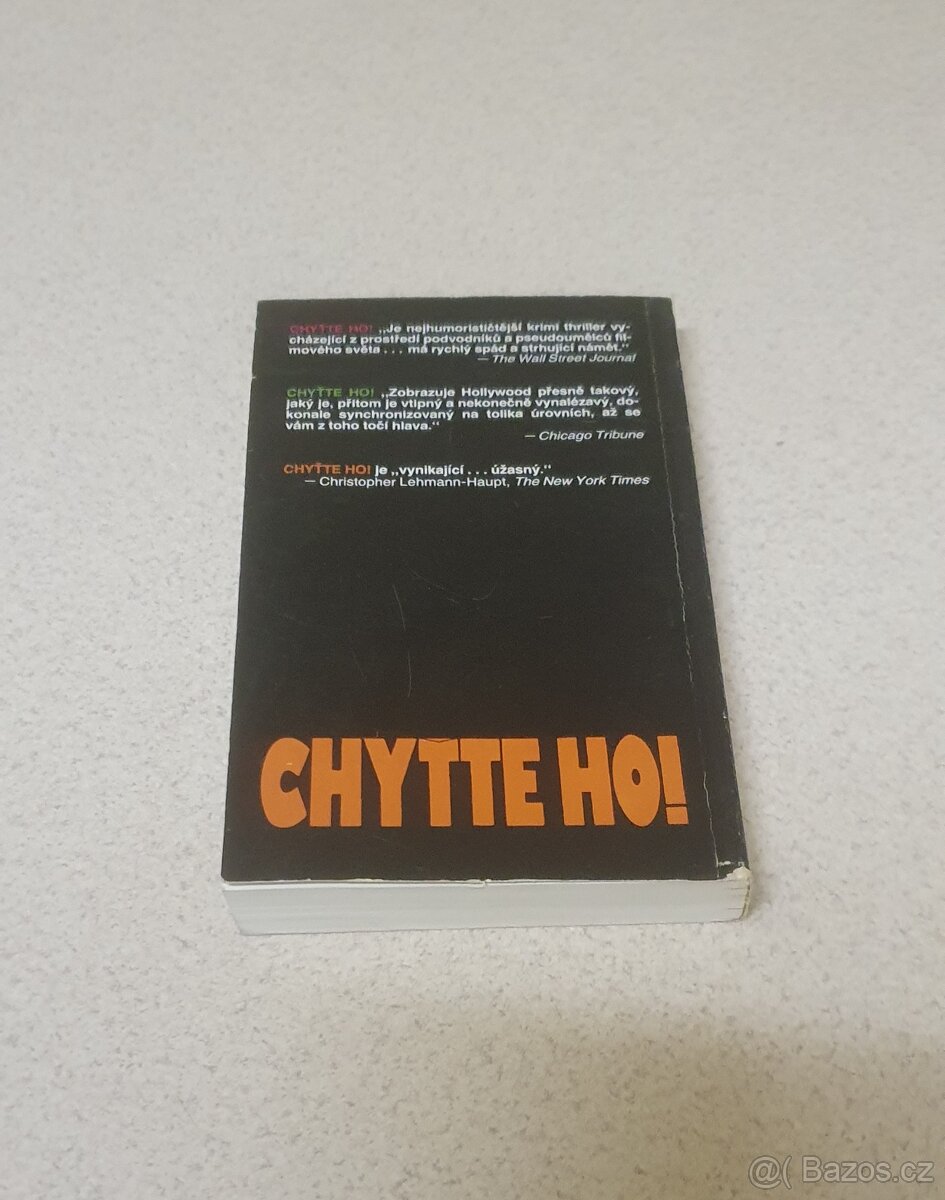 CHYŤTE HO! „Je nejhumorističtější krimi thriller vy-
cházející z prostředí podvodníků a pseudoumělců fil-
mového světa . . . má rychlý spád a strhující námět.“
— The Wall Street Journal
CHYŤTE HO! „Zobrazuje Hollywood přesně takový,
jaký je, přitom je vtipný a nekonečně vynalézavý, do-
konale synchronizovaný na tolika úrovních, až se
vám z toho točí hlava.“
— Chicago Tribune
CHYŤTE HO! je „vynikající . . . úžasný.“
— Christopher Lehmann-Haupt, The New York Times
CHYŤTE HO!
@( Bazos.cz